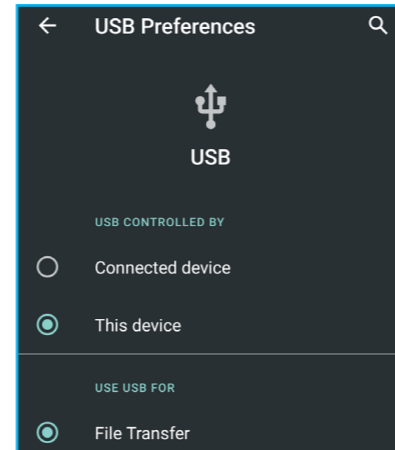 USB Preferences
USB
USB CONTROLLED BY
Connected device
This device
USE USB FOR
File Transfer